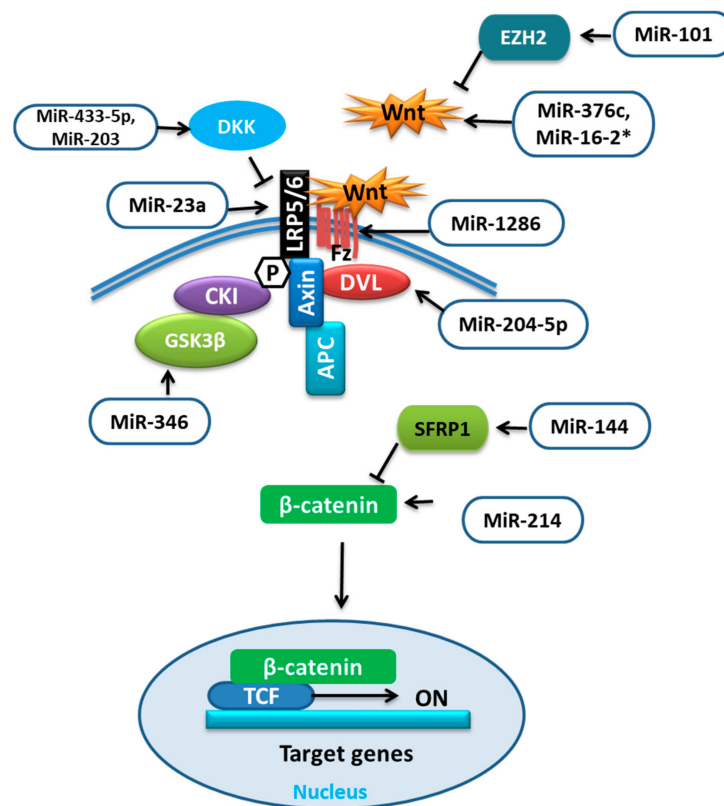 EZH2
MiR-101
Wnt
MiR-376c,
MiR-16-2*
MiR-433-5p,
MiR-203
DKK
MiR-23a
LRP5/6
Wnt
Fz
MiR-1286
P
CKI
Axin
DVL
GSK3β
APC
MiR-204-5p
MiR-346
SFRP1
MiR-144
β-catenin
MiR-214
β-catenin
TCF
ON
Target genes
Nucleus